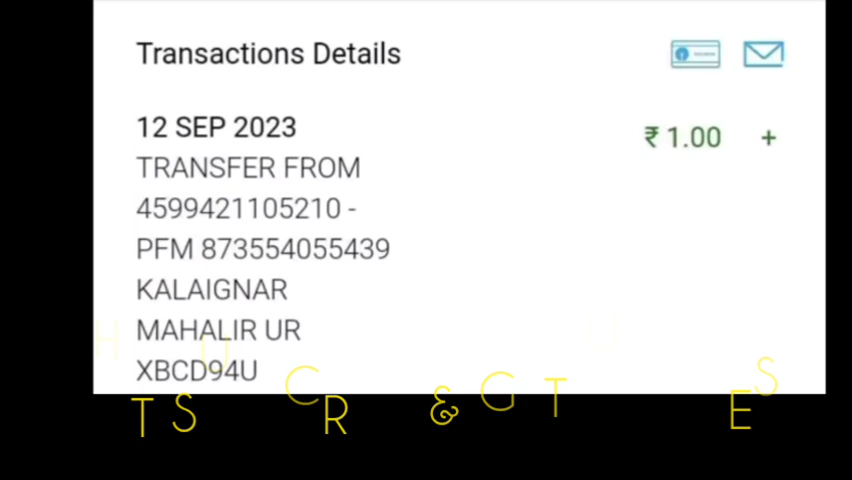 Transactions Details
12 SEP 2023
₹ 1.00 +
TRANSFER FROM
4599421105210 -
PFM 873554055439
KALAIGNAR
MAHALIR UR
XBCD94U
H U U
T S C R & G T E S